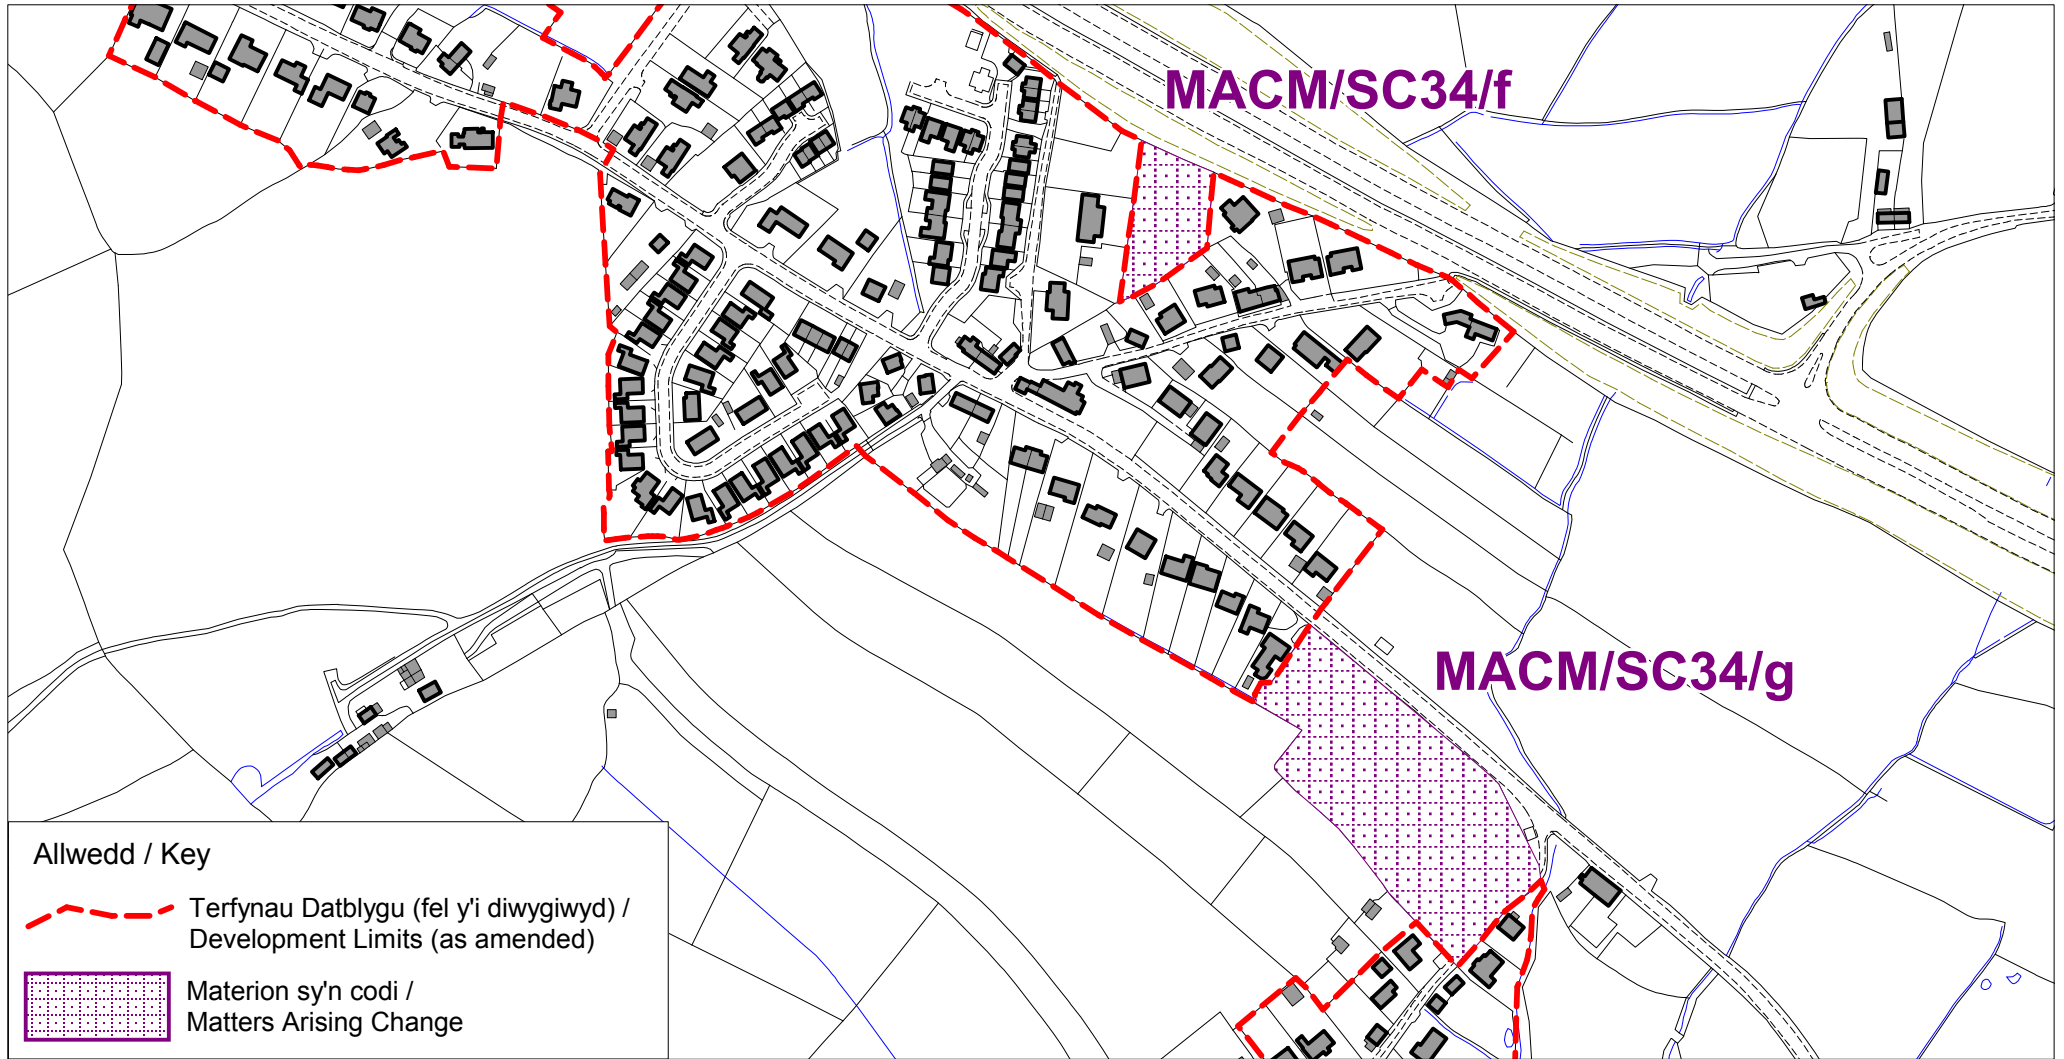 MACM/SC34/f
MACM/SC34/g
Allwedd / Key
Terfynau Datblygu (fel y'i diwygiwyd) /
Development Limits (as amended)
Materion sy'n codi /
Matters Arising Change